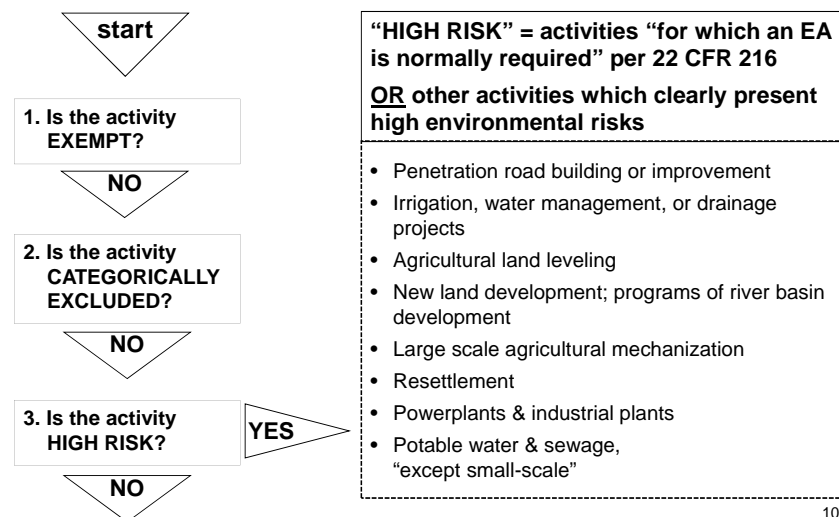 start
1. Is the activity
EXEMPT?
NO
2. Is the activity
CATEGORICALLY
EXCLUDED?
NO
3. Is the activity
HIGH RISK?
YES
NO
“HIGH RISK” = activities “for which an EA
is normally required” per 22 CFR 216
OR other activities which clearly present
high environmental risks
• Penetration road building or improvement
• Irrigation, water management, or drainage
projects
• Agricultural land leveling
• New land development; programs of river basin
development
• Large scale agricultural mechanization
• Resettlement
• Powerplants & industrial plants
• Potable water & sewage,
“except small-scale”
10